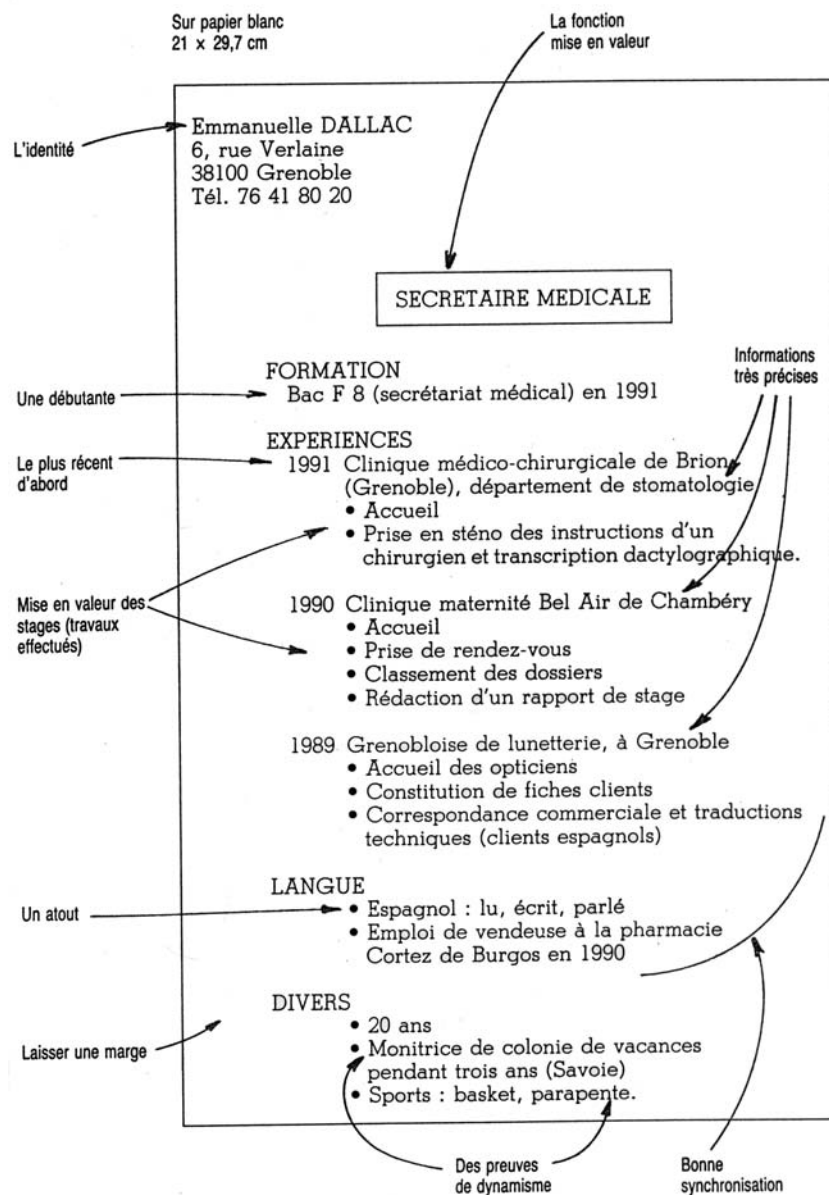 Sur papier blanc
21 × 29,7 cm
La fonction
mise en valeur
L'identité
Emmanuelle DALLAC
6, rue Verlaine
38100 Grenoble
Tél. 76 41 80 20
SECRETAIRE MEDICALE
Informations
très précises
FORMATION
Une débutante
Bac F 8 (secrétariat médical) en 1991
EXPERIENCES
Le plus récent
d'abord
1991 Clinique médico-chirurgicale de Brion
(Grenoble), département de stomatologie
• Accueil
• Prise en sténo des instructions d'un
chirurgien et transcription dactylographique.
Mise en valeur des
stages (travaux
effectués)
1990 Clinique maternité Bel Air de Chambéry
• Accueil
• Prise de rendez-vous
• Classement des dossiers
• Rédaction d'un rapport de stage
1989 Grenobloise de lunetterie, à Grenoble
• Accueil des opticiens
• Constitution de fiches clients
• Correspondance commerciale et traductions
techniques (clients espagnols)
LANGUE
Un atout
• Espagnol : lu, écrit, parlé
• Emploi de vendeuse à la pharmacie
Cortez de Burgos en 1990
DIVERS
Laisser une marge
• 20 ans
• Monitrice de colonie de vacances
pendant trois ans (Savoie)
• Sports : basket, parapente.
Des preuves
de dynamisme
Bonne
synchronisation